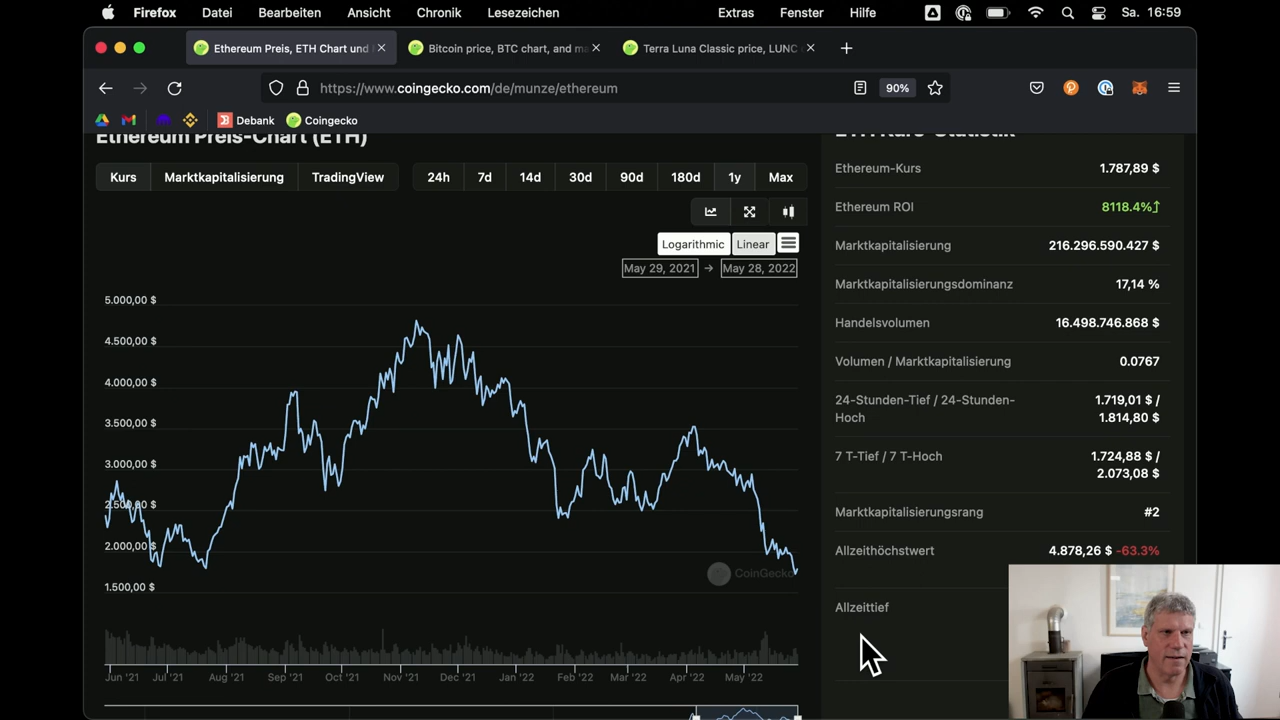 Firefox Datei Bearbeiten Ansicht Chronik Lesezeichen Extras Fenster Hilfe Sa. 16:59
Ethereum Preis, ETH Chart und Bitcoin price, BTC chart, and ma Terra Luna Classic price, LUNC
https://www.coingecko.com/de/munze/ethereum 90%
Debank Coingecko
Ethereum Preis-Chart (ETH)
Kurs Marktkapitalisierung TradingView 24h 7d 14d 30d 90d 180d 1y Max
Logarithmic Linear
May 29, 2021 → May 28, 2022
5.000,00 $
4.500,00 $
4.000,00 $
3.500,00 $
3.000,00 $
2.500,00 $
2.000,00 $
1.500,00 $
CoinGecko
Jun '21 Jul '21 Aug '21 Sep '21 Oct '21 Nov '21 Dec '21 Jan '22 Feb '22 Mar '22 Apr '22 May '22
ETH Kurs-Statistik
Ethereum-Kurs 1.787,89 $
Ethereum ROI 8118.4%
Marktkapitalisierung 216.296.590.427 $
Marktkapitalisierungsdominanz 17,14 %
Handelsvolumen 16.498.746.868 $
Volumen / Marktkapitalisierung 0.0767
24-Stunden-Tief / 24-Stunden- 1.719,01 $ /
Hoch 1.814,80 $
7 T-Tief / 7 T-Hoch 1.724,88 $ /
2.073,08 $
Marktkapitalisierungsrang #2
Allzeithöchstwert 4.878,26 $ -63.3%
Allzeittief